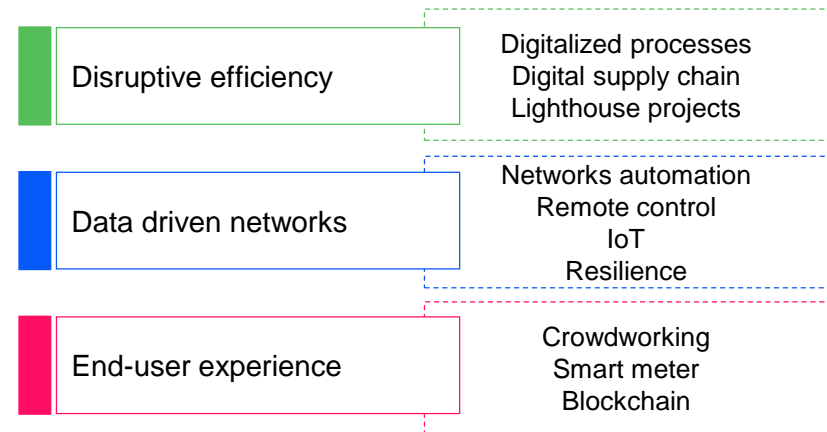 Disruptive efficiency
Digitalized processes
Digital supply chain
Lighthouse projects
Data driven networks
Networks automation
Remote control
IoT
Resilience
End-user experience
Crowdworking
Smart meter
Blockchain